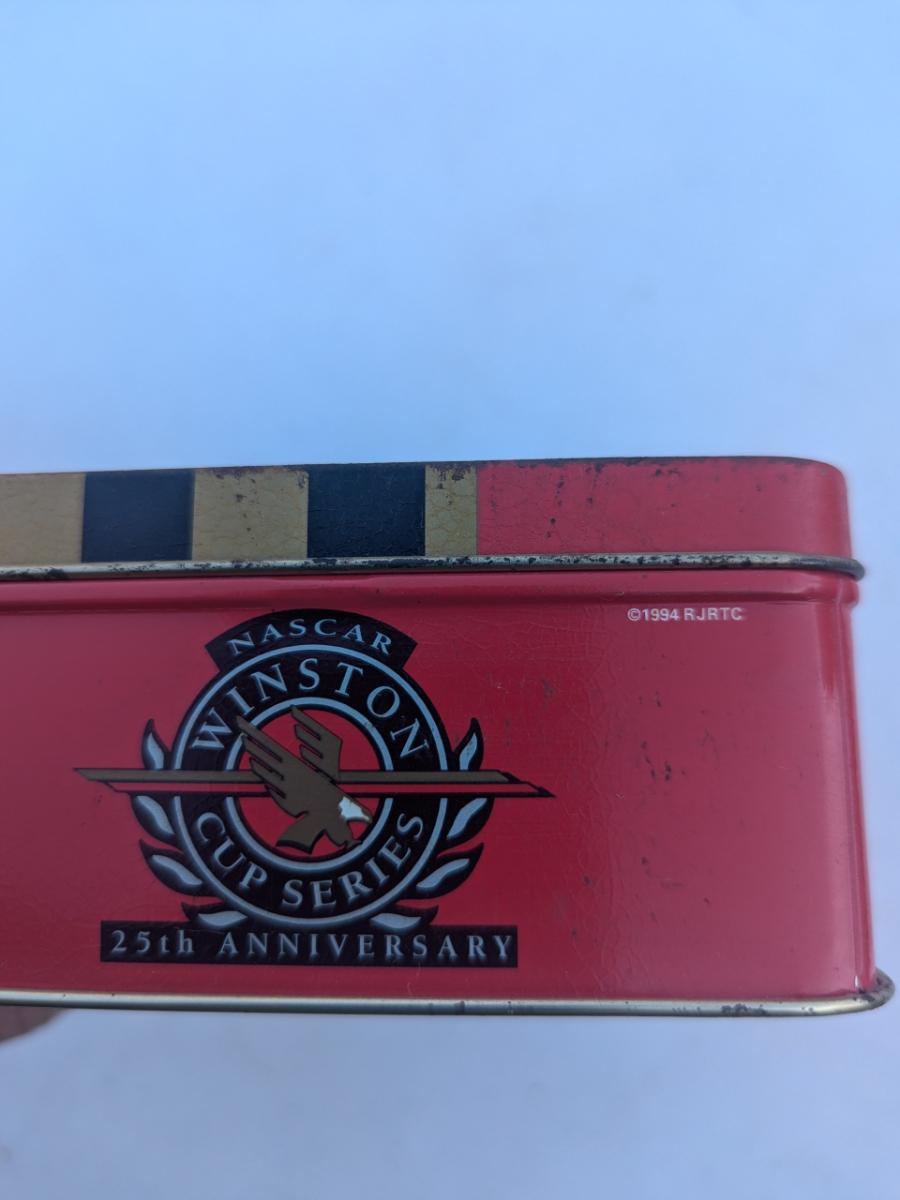 ©1994 RJRTC
NASCAR
WINSTON
CUP SERIES
25th ANNIVERSARY